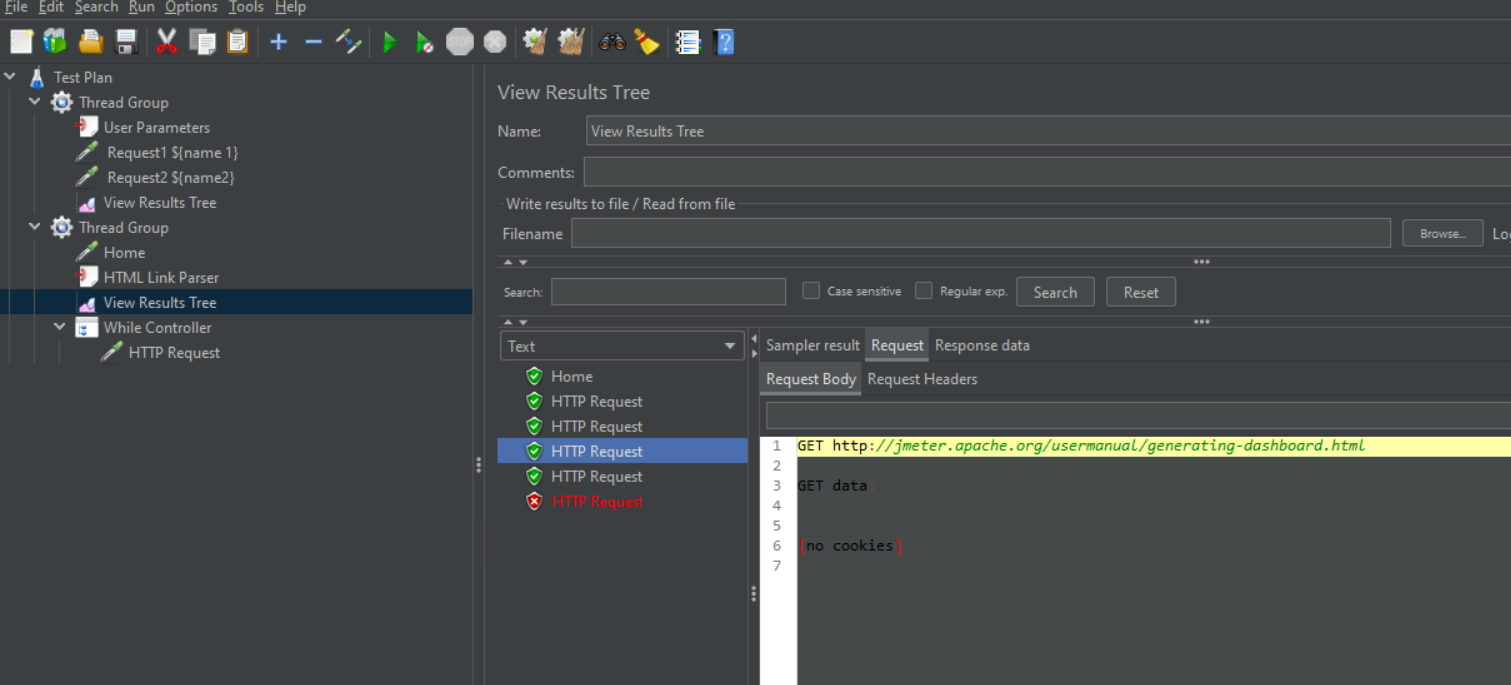 File Edit Search Run Options Tools Help
STOP
Test Plan
Thread Group
User Parameters
Request1 ${name 1}
Request2 ${name2}
View Results Tree
Thread Group
Home
HTML Link Parser
View Results Tree
While Controller
HTTP Request
View Results Tree
Name: View Results Tree
Comments:
Write results to file / Read from file
Filename Browse... Lo
Search: Case sensitive Regular exp. Search Reset
Text
Home
HTTP Request
HTTP Request
HTTP Request
HTTP Request
HTTP Request
Sampler result Request Response data
Request Body Request Headers
1 GET http://jmeter.apache.org/usermanual/generating-dashboard.html
2
3 GET data:
4
5
6 [no cookies]
7